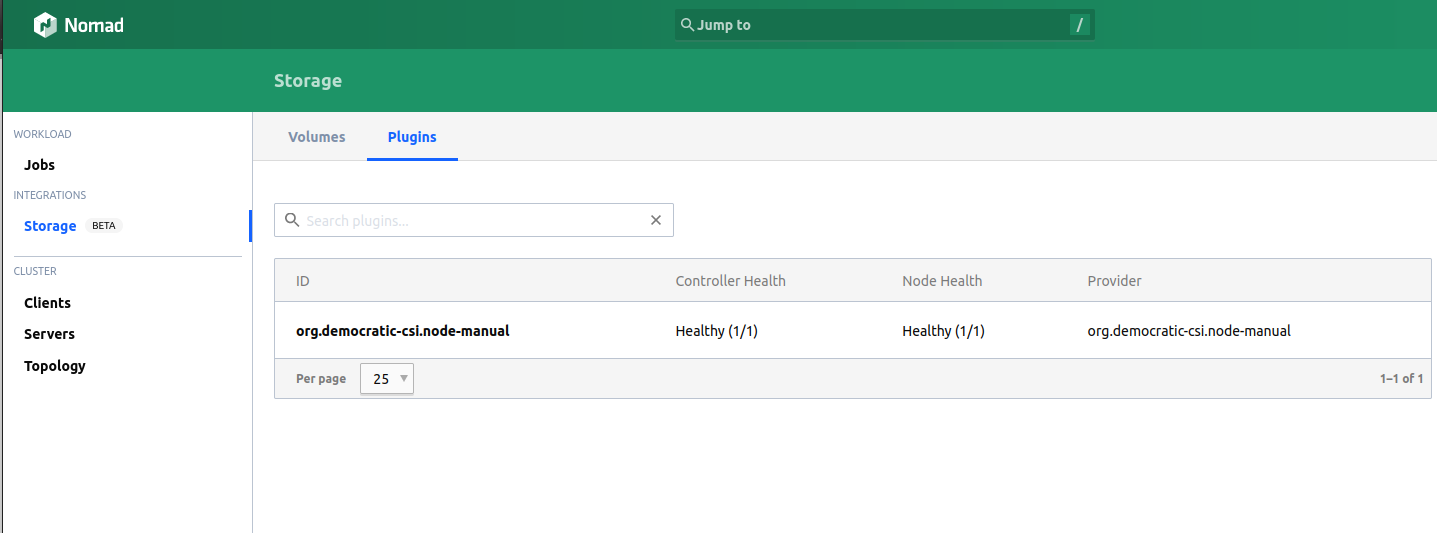 Nomad
Jump to /
Storage
WORKLOAD
Jobs
INTEGRATIONS
Storage BETA
CLUSTER
Clients
Servers
Topology
Volumes Plugins
Search plugins...
ID Controller Health Node Health Provider
org.democratic-csi.node-manual Healthy (1/1) Healthy (1/1) org.democratic-csi.node-manual
Per page 25 1–1 of 1